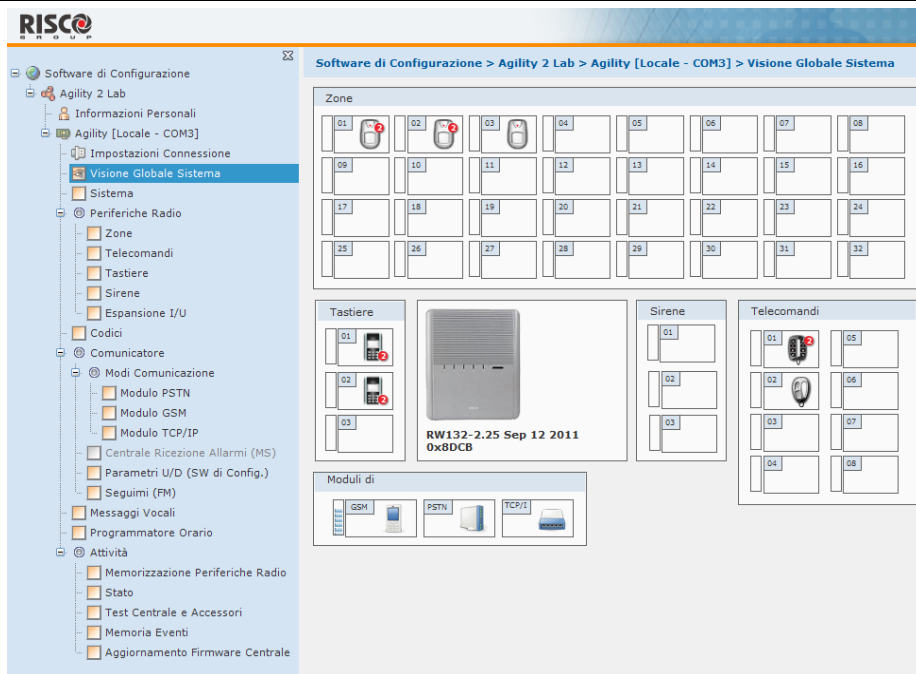 RISCO
GROUP
Software di Configurazione
Agility 2 Lab
Informazioni Personali
Agility [Locale - COM3]
Impostazioni Connessione
Visione Globale Sistema
Sistema
Periferiche Radio
Zone
Telecomandi
Tastiere
Sirene
Espansione I/U
Codici
Comunicatore
Modi Comunicazione
Modulo PSTN
Modulo GSM
Modulo TCP/IP
Centrale Ricezione Allarmi (MS)
Parametri U/D (SW di Config.)
Seguimi (FM)
Messaggi Vocali
Programmatore Orario
Attività
Memorizzazione Periferiche Radio
Stato
Test Centrale e Accessori
Memoria Eventi
Aggiornamento Firmware Centrale
Software di Configurazione > Agility 2 Lab > Agility [Locale - COM3] > Visione Globale Sistema
Zone
01 2 02 2 03 04 05 06 07 08
09 10 11 12 13 14 15 16
17 18 19 20 21 22 23 24
25 26 27 28 29 30 31 32
Tastiere
01 2
02 2
03
RW132-2.25 Sep 12 2011
0x8DCB
Sirene
01
02
03
Telecomandi
01 2 05
02 06
03 07
04 08
Moduli di
GSM PSTN TCP/I